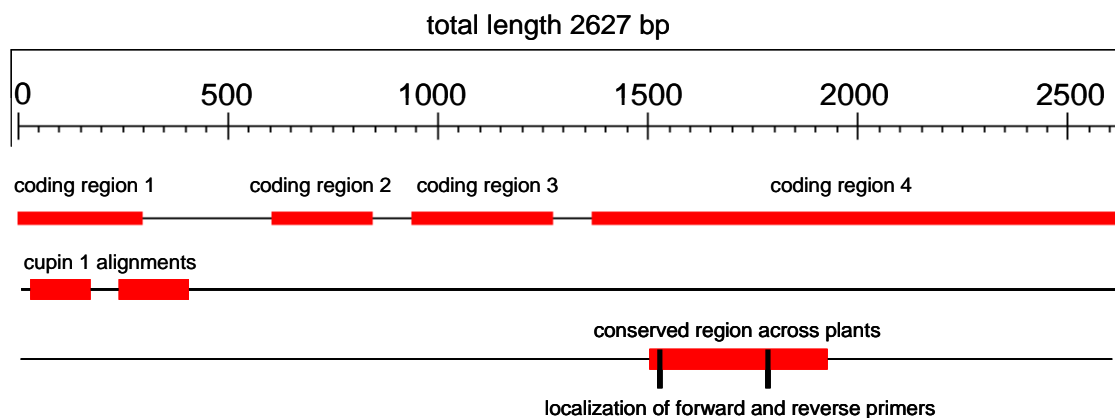 total length 2627 bp
0 500 1000 1500 2000 2500
coding region 1 coding region 2 coding region 3 coding region 4
cupin 1 alignments
conserved region across plants
localization of forward and reverse primers